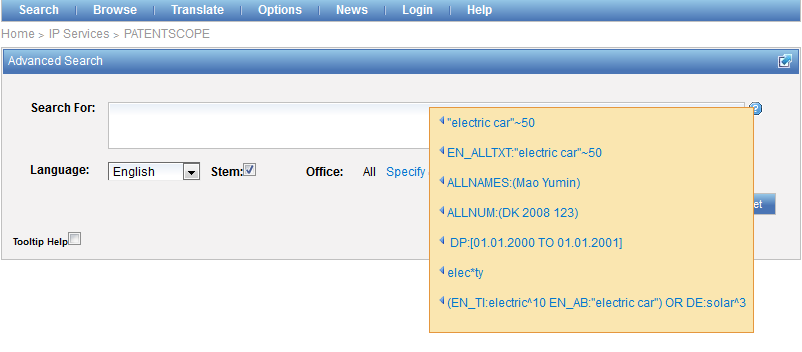 Search Browse Translate Options News Login Help
Home > IP Services > PATENTSCOPE
Advanced Search
Search For:
"electric car"~50
EN_ALLTXT:"electric car"~50
Language: English Stem: Office: All Specify
ALLNAMES:(Mao Yumin)
ALLNUM:(DK 2008 123)
et
Tooltip Help
DP:[01.01.2000 TO 01.01.2001]
elec*ty
(EN_TI:electric^10 EN_AB:"electric car") OR DE:solar^3